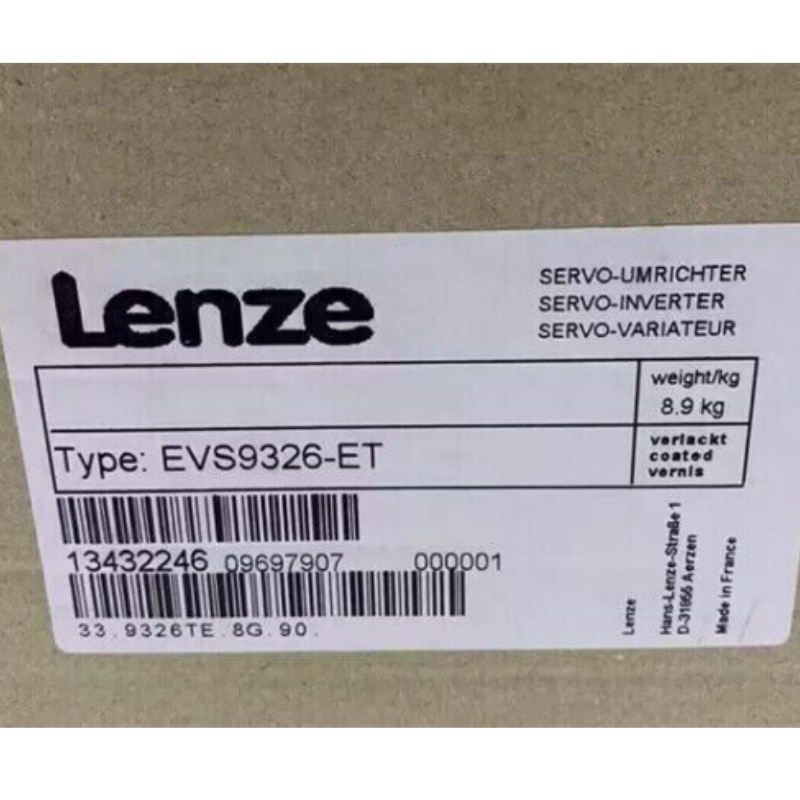 Lenze
SERVO-UMRICHTER
SERVO-INVERTER
SERVO-VARIATEUR
weight/kg
8.9 kg
Type: EVS9326-ET
verlackt
coated
vernis
13432246 09697907 000001
33.9326TE.8G.90.
Lenze
Hans-Lenze-Straße 1
D-31855 Aerzen
Made in France